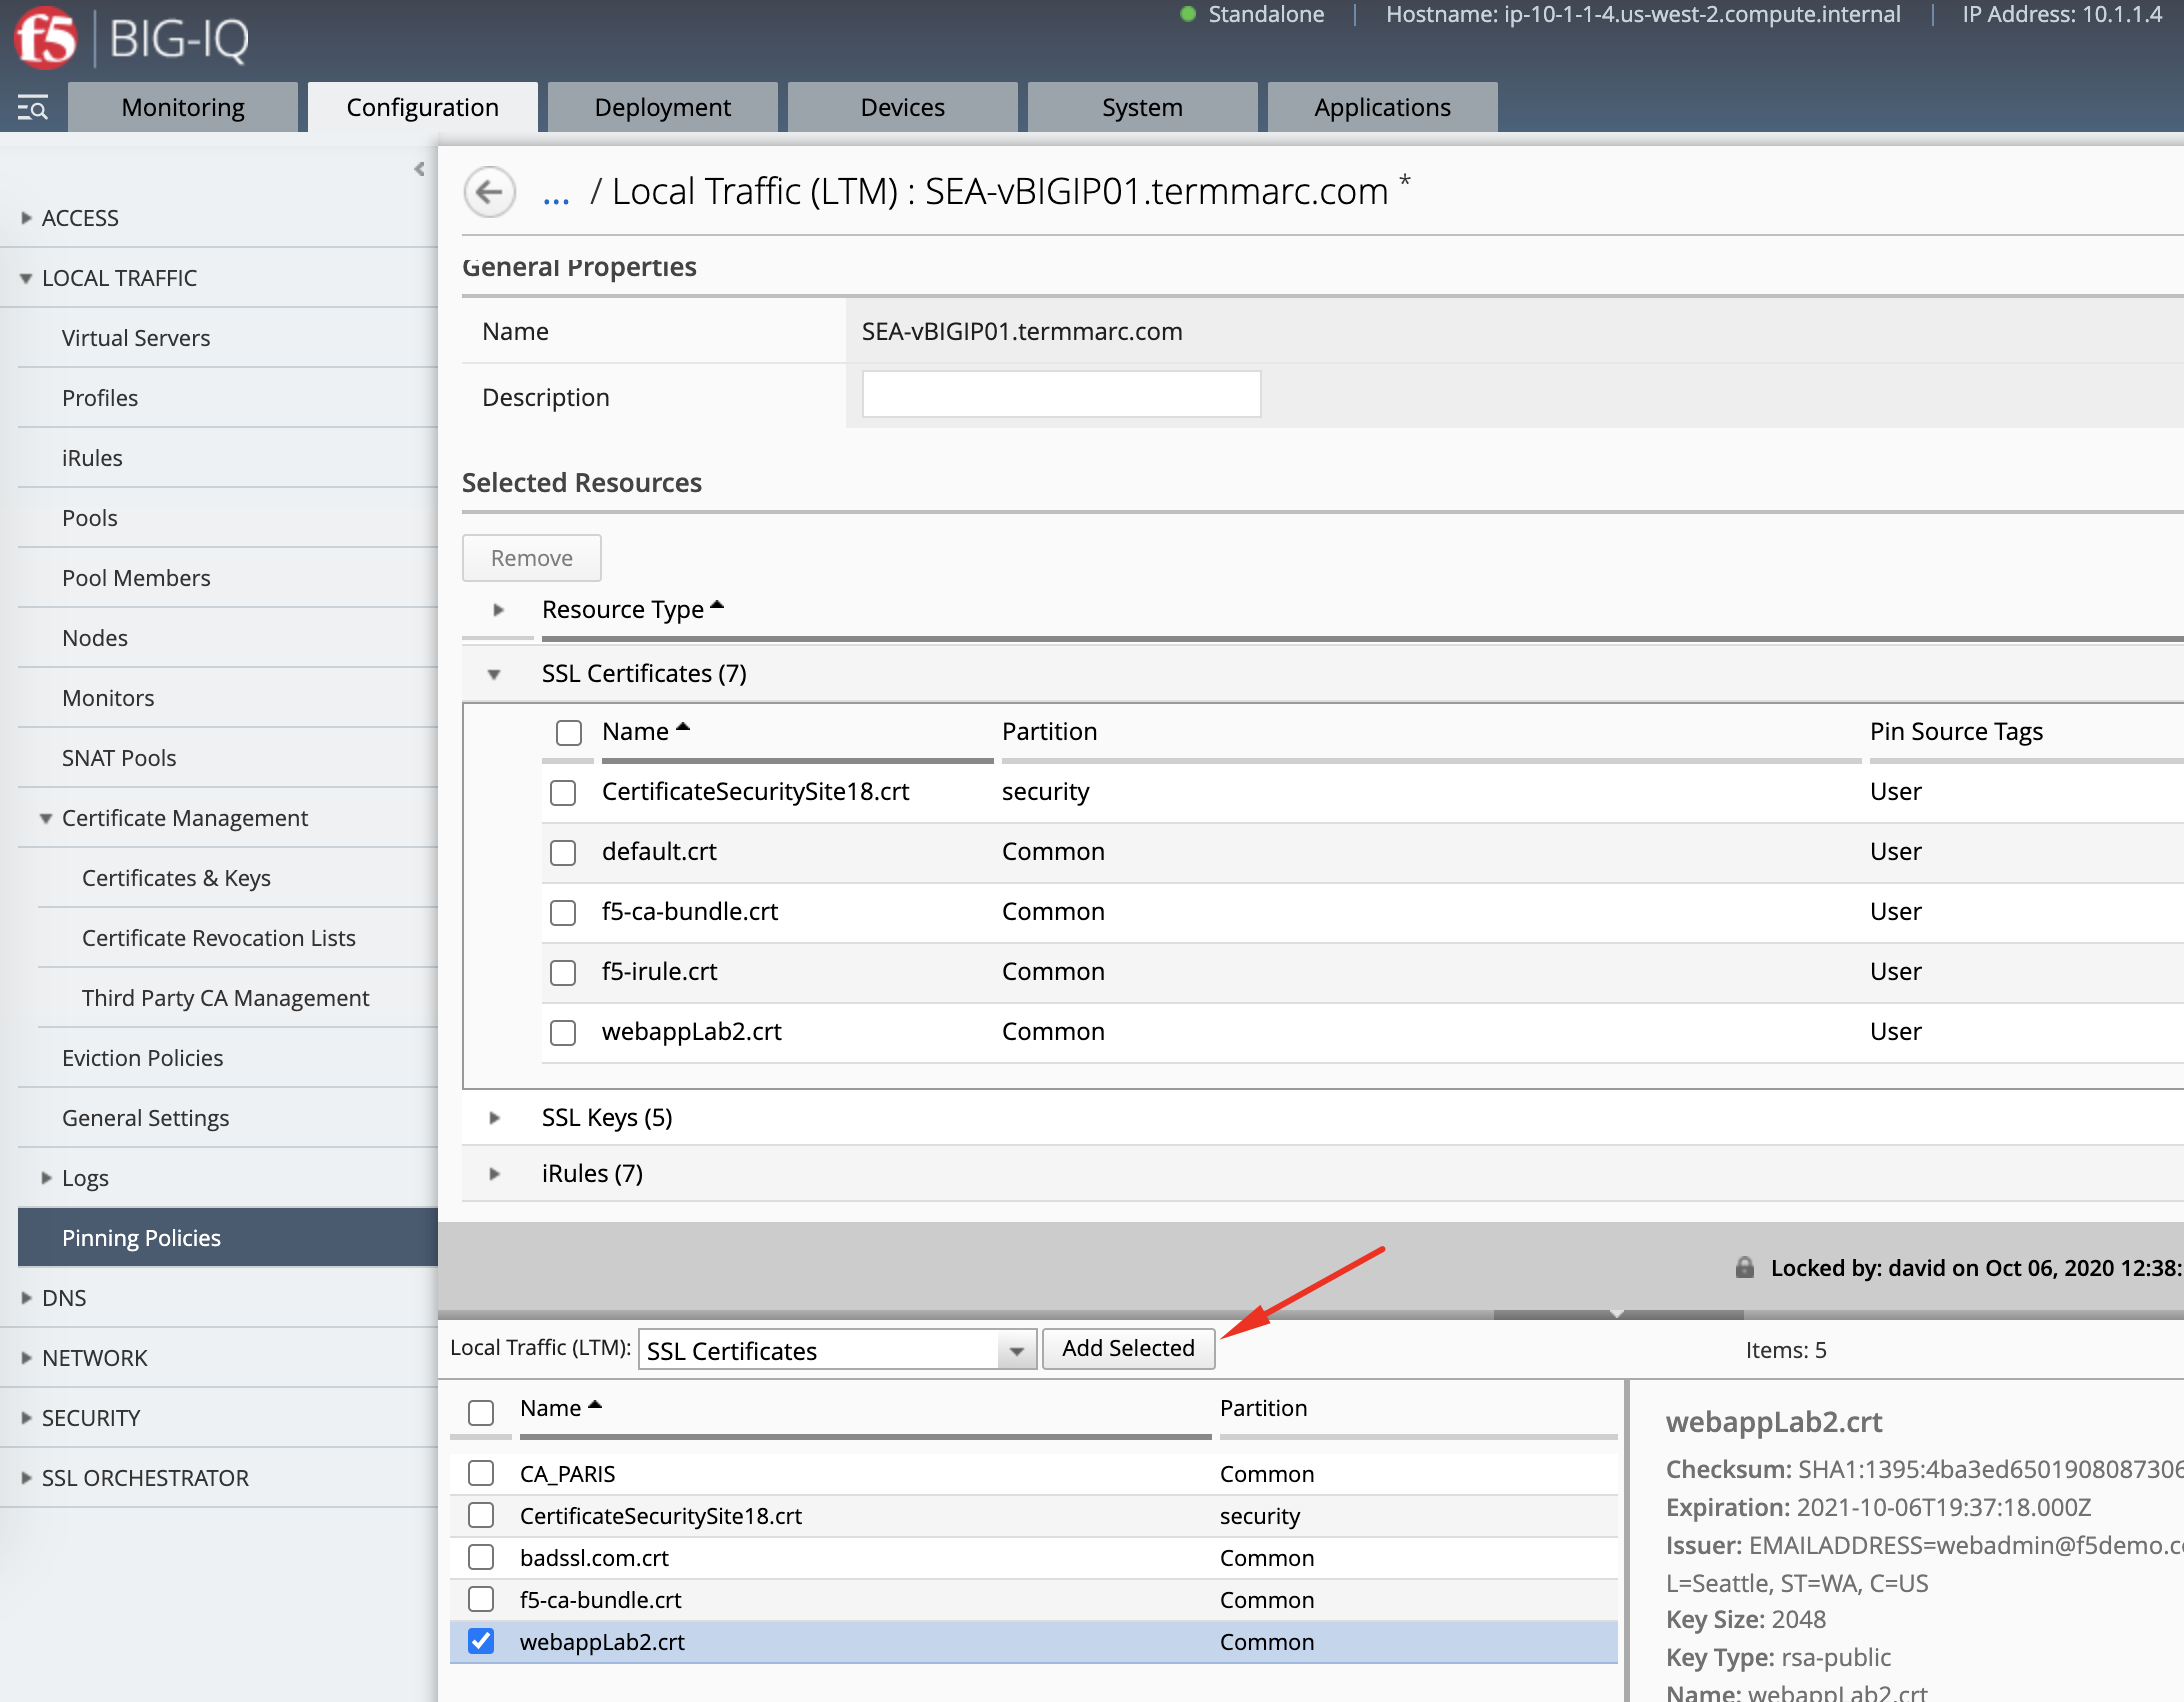 f5 BIG-IQ
Standalone | Hostname: ip-10-1-1-4.us-west-2.compute.internal | IP Address: 10.1.1.4
Monitoring Configuration Deployment Devices System Applications
ACCESS
LOCAL TRAFFIC
Virtual Servers
Profiles
iRules
Pools
Pool Members
Nodes
Monitors
SNAT Pools
Certificate Management
Certificates & Keys
Certificate Revocation Lists
Third Party CA Management
Eviction Policies
General Settings
Logs
Pinning Policies
DNS
NETWORK
SECURITY
SSL ORCHESTRATOR
... / Local Traffic (LTM) : SEA-vBIGIP01.termmarc.com *
General Properties
Name SEA-vBIGIP01.termmarc.com
Description
Selected Resources
Remove
Resource Type
SSL Certificates (7)
Name Partition Pin Source Tags
CertificateSecuritySite18.crt security User
default.crt Common User
f5-ca-bundle.crt Common User
f5-irule.crt Common User
webappLab2.crt Common User
SSL Keys (5)
iRules (7)
Locked by: david on Oct 06, 2020 12:38:
Local Traffic (LTM): SSL Certificates Add Selected Items: 5
Name Partition
CA_PARIS Common
CertificateSecuritySite18.crt security
badssl.com.crt Common
f5-ca-bundle.crt Common
webappLab2.crt Common
webappLab2.crt
Checksum: SHA1:1395:4ba3ed6501908087306
Expiration: 2021-10-06T19:37:18.000Z
Issuer: EMAILADDRESS=webadmin@f5demo.c
L=Seattle, ST=WA, C=US
Key Size: 2048
Key Type: rsa-public
Name: webappLab2.crt